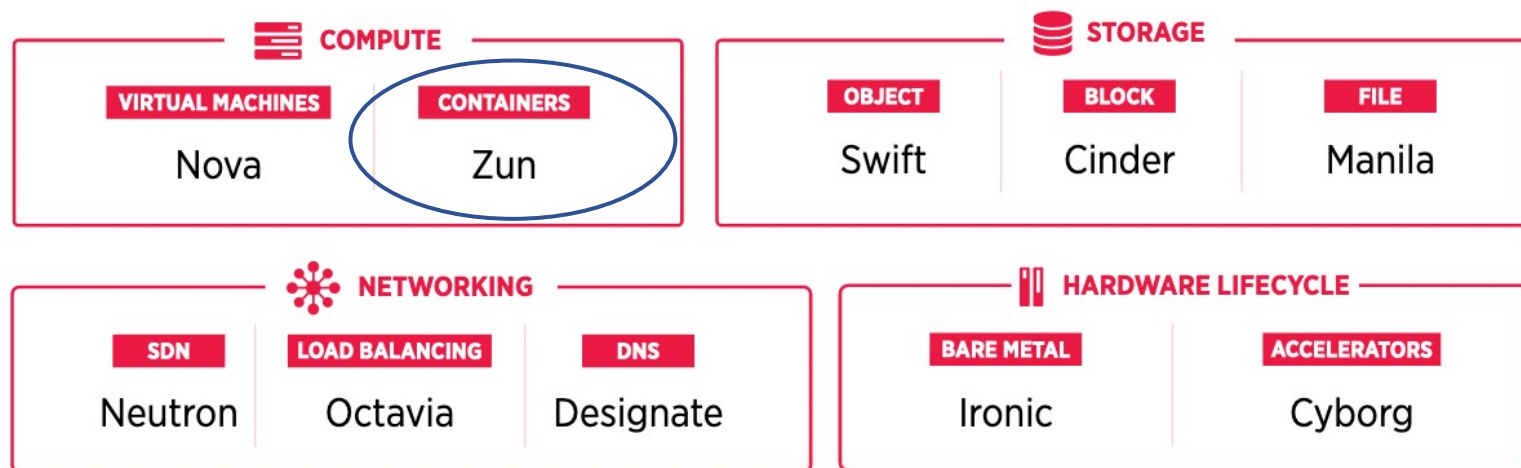 COMPUTE
VIRTUAL MACHINES
Nova
CONTAINERS
Zun
STORAGE
OBJECT
Swift
BLOCK
Cinder
FILE
Manila
NETWORKING
SDN
Neutron
LOAD BALANCING
Octavia
DNS
Designate
HARDWARE LIFECYCLE
BARE METAL
Ironic
ACCELERATORS
Cyborg